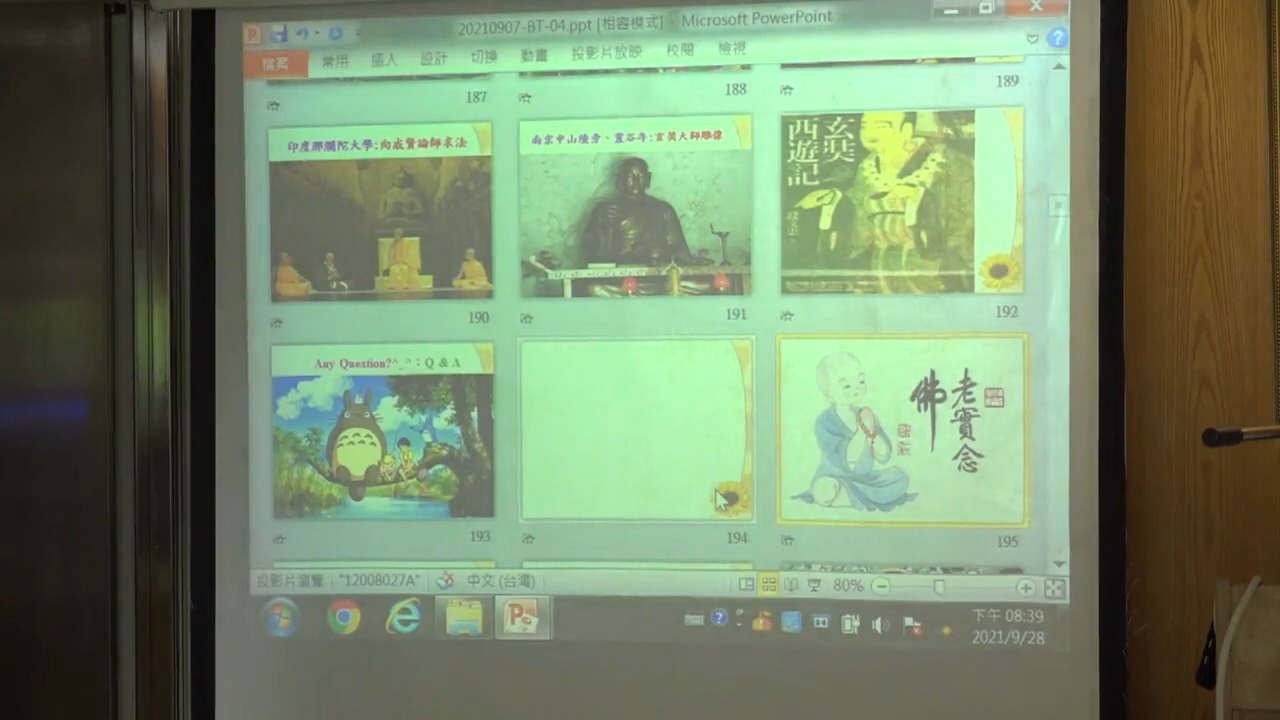 20210907-BT-04.ppt [相容模式] - Microsoft PowerPoint
檔案 常用 插入 設計 切換 動畫 投影片放映 校閱 檢視
187 188 189
印度那爛陀大學:向戒賢論師求法
南京中山陵旁、靈谷寺:玄奘大師雕像
玄奘
西遊記
190 191 192
Any Question?^_^：Q & A
老實念
佛
193 194 195
投影片瀏覽 "12008027A" 中文 (台灣) 80%
下午 08:39
2021/9/28